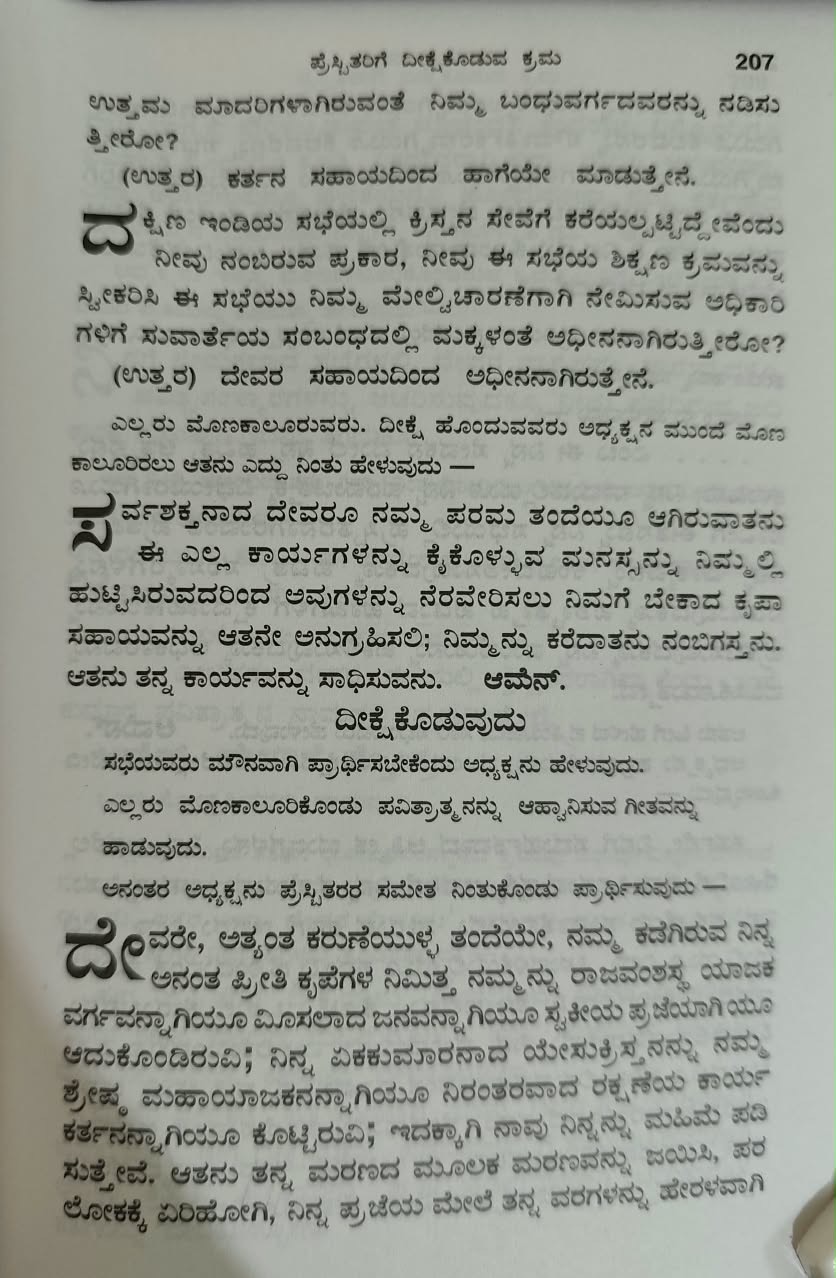 ಪ್ರೆಸ್ಬಿತರಿಗೆ ದೀಕ್ಷೆಕೊಡುವ ಕ್ರಮ 207
ಉತ್ತಮ ಮಾದರಿಗಳಾಗಿರುವಂತೆ ನಿಮ್ಮ ಬಂಧುವರ್ಗದವರನ್ನು ನಡಿಸು
ತ್ತೀರೋ?
(ಉತ್ತರ) ಕರ್ತನ ಸಹಾಯದಿಂದ ಹಾಗೆಯೇ ಮಾಡುತ್ತೇನೆ.
ದಕ್ಷಿಣ ಇಂಡಿಯ ಸಭೆಯಲ್ಲಿ ಕ್ರಿಸ್ತನ ಸೇವೆಗೆ ಕರೆಯಲ್ಪಟ್ಟಿದ್ದೇವೆಂದು
ನೀವು ನಂಬಿರುವ ಪ್ರಕಾರ, ನೀವು ಈ ಸಭೆಯ ಶಿಕ್ಷಣ ಕ್ರಮವನ್ನು
ಸ್ವೀಕರಿಸಿ ಈ ಸಭೆಯು ನಿಮ್ಮ ಮೇಲ್ವಿಚಾರಣೆಗಾಗಿ ನೇಮಿಸುವ ಅಧಿಕಾರಿ
ಗಳಿಗೆ ಸುವಾರ್ತೆಯ ಸಂಬಂಧದಲ್ಲಿ ಮಕ್ಕಳಂತೆ ಅಧೀನನಾಗಿರುತ್ತೀರೋ?
(ಉತ್ತರ) ದೇವರ ಸಹಾಯದಿಂದ ಅಧೀನನಾಗಿರುತ್ತೇನೆ.
ಎಲ್ಲರು ಮೊಣಕಾಲೂರುವರು. ದೀಕ್ಷೆ ಹೊಂದುವವರು ಅಧ್ಯಕ್ಷನ ಮುಂದೆ ಮೊಣ
ಕಾಲೂರಿರಲು ಆತನು ಎದ್ದು ನಿಂತು ಹೇಳುವುದು —
ಸರ್ವಶಕ್ತನಾದ ದೇವರೂ ನಮ್ಮ ಪರಮ ತಂದೆಯೂ ಆಗಿರುವಾತನು
ಈ ಎಲ್ಲ ಕಾರ್ಯಗಳನ್ನು ಕೈಕೊಳ್ಳುವ ಮನಸ್ಸನ್ನು ನಿಮ್ಮಲ್ಲಿ
ಹುಟ್ಟಿಸಿರುವದರಿಂದ ಅವುಗಳನ್ನು ನೆರವೇರಿಸಲು ನಿಮಗೆ ಬೇಕಾದ ಕೃಪಾ
ಸಹಾಯವನ್ನು ಆತನೇ ಅನುಗ್ರಹಿಸಲಿ; ನಿಮ್ಮನ್ನು ಕರೆದಾತನು ನಂಬಿಗಸ್ತನು.
ಆತನು ತನ್ನ ಕಾರ್ಯವನ್ನು ಸಾಧಿಸುವನು. ಆಮೆನ್.
ದೀಕ್ಷೆಕೊಡುವುದು
ಸಭೆಯವರು ಮೌನವಾಗಿ ಪ್ರಾರ್ಥಿಸಬೇಕೆಂದು ಅಧ್ಯಕ್ಷನು ಹೇಳುವುದು.
ಎಲ್ಲರು ಮೊಣಕಾಲೂರಿಕೊಂಡು ಪವಿತ್ರಾತ್ಮನನ್ನು ಆಹ್ವಾನಿಸುವ ಗೀತವನ್ನು
ಹಾಡುವುದು.
ಅನಂತರ ಅಧ್ಯಕ್ಷನು ಪ್ರೆಸ್ಬಿತರರ ಸಮೇತ ನಿಂತುಕೊಂಡು ಪ್ರಾರ್ಥಿಸುವುದು —
ದೇವರೇ, ಅತ್ಯಂತ ಕರುಣೆಯುಳ್ಳ ತಂದೆಯೇ, ನಮ್ಮ ಕಡೆಗಿರುವ ನಿನ್ನ
ಅನಂತ ಪ್ರೀತಿ ಕೃಪೆಗಳ ನಿಮಿತ್ತ ನಮ್ಮನ್ನು ರಾಜವಂಶಸ್ಥ ಯಾಜಕ
ವರ್ಗವನ್ನಾಗಿಯೂ ಮೀಸಲಾದ ಜನವನ್ನಾಗಿಯೂ ಸ್ವಕೀಯ ಪ್ರಜೆಯಾಗಿಯೂ
ಆದುಕೊಂಡಿರುವಿ; ನಿನ್ನ ಏಕಕುಮಾರನಾದ ಯೇಸುಕ್ರಿಸ್ತನನ್ನು ನಮ್ಮ
ಶ್ರೇಷ್ಠ ಮಹಾಯಾಜಕನನ್ನಾಗಿಯೂ ನಿರಂತರವಾದ ರಕ್ಷಣೆಯ ಕಾರ್ಯ
ಕರ್ತನನ್ನಾಗಿಯೂ ಕೊಟ್ಟಿರುವಿ; ಇದಕ್ಕಾಗಿ ನಾವು ನಿನ್ನನ್ನು ಮಹಿಮೆ ಪಡಿ
ಸುತ್ತೇವೆ. ಆತನು ತನ್ನ ಮರಣದ ಮೂಲಕ ಮರಣವನ್ನು ಜಯಿಸಿ, ಪರ
ಲೋಕಕ್ಕೆ ಏರಿಹೋಗಿ, ನಿನ್ನ ಪ್ರಜೆಯ ಮೇಲೆ ತನ್ನ ವರಗಳನ್ನು ಹೇರಳವಾಗಿ